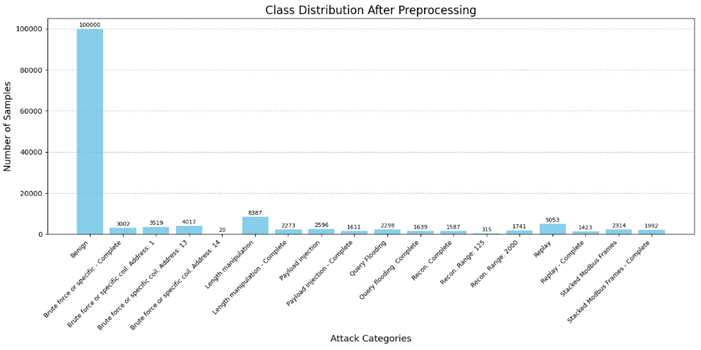 Class Distribution After Preprocessing
Number of Samples
100000
80000
60000
40000
20000
0
100000
3002
3519
4017
20
8387
2273
2596
1611
2298
1639
1587
315
1741
5053
1423
2314
1992
Benign
Brute force or specific - Complete
Brute force or specific coil. Address: 1
Brute force or specific coil. Address: 13
Brute force or specific coil. Address: 14
Length manipulation
Length manipulation - Complete
Payload injection
Payload injection - Complete
Query Flooding
Query flooding. Complete
Recon. Complete
Recon. Range: 125
Recon. Range: 2000
Replay
Replay - Complete
Stacked Modbus Frames
Stacked Modbus Frames - Complete
Attack Categories